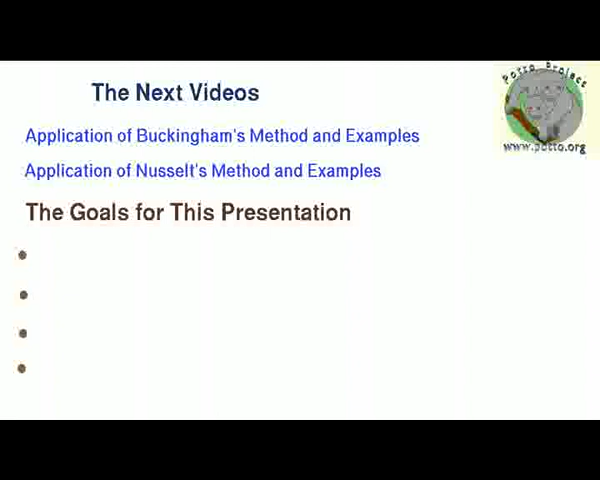 The Next Videos
Potto Project
www.potto.org
Application of Buckingham's Method and Examples
Application of Nusselt's Method and Examples
The Goals for This Presentation